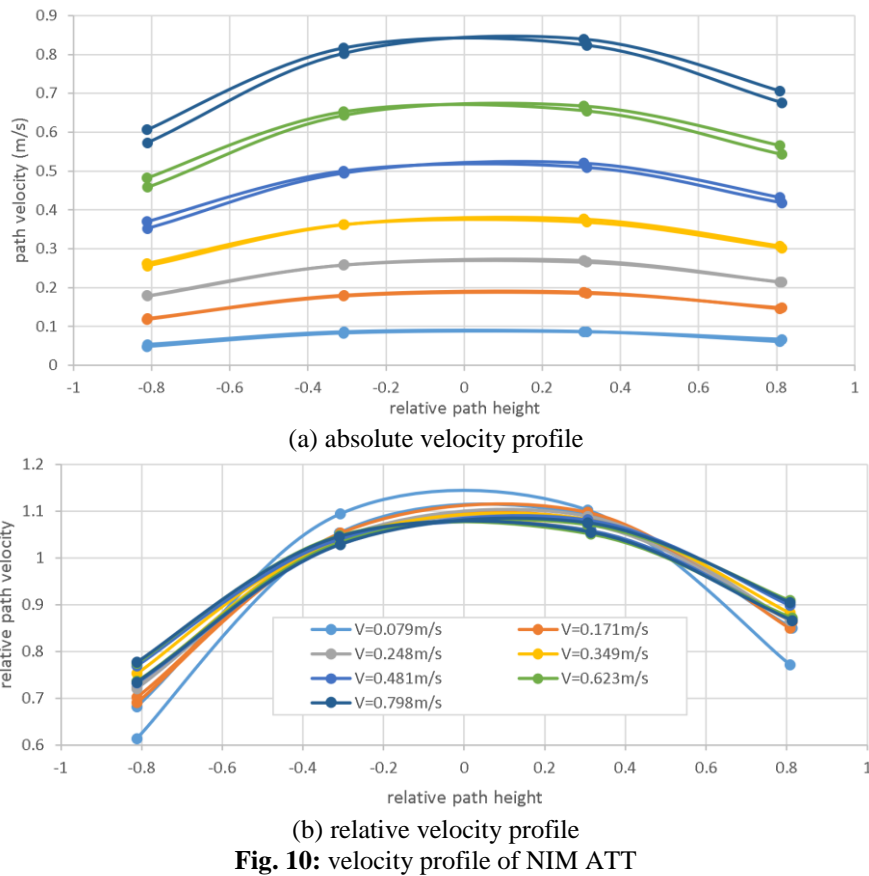 0.9
0.8
0.7
0.6
0.5
0.4
0.3
0.2
0.1
0
path velocity (m/s)
-1 -0.8 -0.6 -0.4 -0.2 0 0.2 0.4 0.6 0.8 1
relative path height
(a) absolute velocity profile
1.2
1.1
1
0.9
0.8
0.7
0.6
relative path velocity
V=0.079m/s V=0.171m/s
V=0.248m/s V=0.349m/s
V=0.481m/s V=0.623m/s
V=0.798m/s
-1 -0.8 -0.6 -0.4 -0.2 0 0.2 0.4 0.6 0.8 1
relative path height
(b) relative velocity profile
Fig. 10: velocity profile of NIM ATT